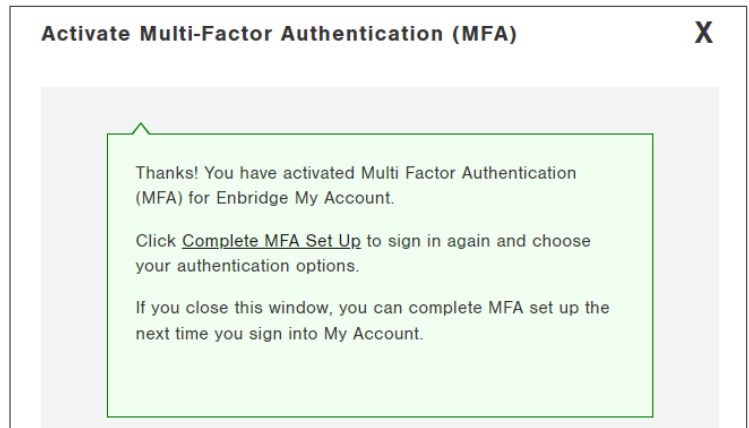 Activate Multi-Factor Authentication (MFA)
X
Thanks! You have activated Multi Factor Authentication
(MFA) for Enbridge My Account.
Click Complete MFA Set Up to sign in again and choose
your authentication options.
If you close this window, you can complete MFA set up the
next time you sign into My Account.